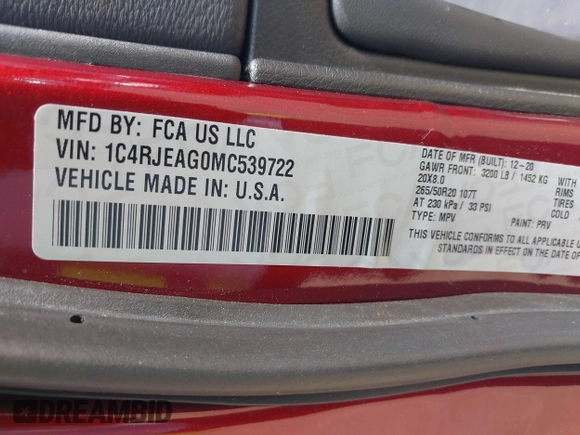 MFD BY: FCA US LLC
VIN: 1C4RJEAG0MC539722
VEHICLE MADE IN: U.S.A.
DATE OF MFR (BUILT): 12-20
GAWR FRONT: 3200 LB / 1452 KG WITH
20X8.0 RIMS
265/50R20 107T TIRES
AT 230 kPa / 33 PSI COLD
TYPE: MPV PAINT: PRV
THIS VEHICLE CONFORMS TO ALL APPLICABLE
STANDARDS IN EFFECT ON THE DATE OF
DREAMBID